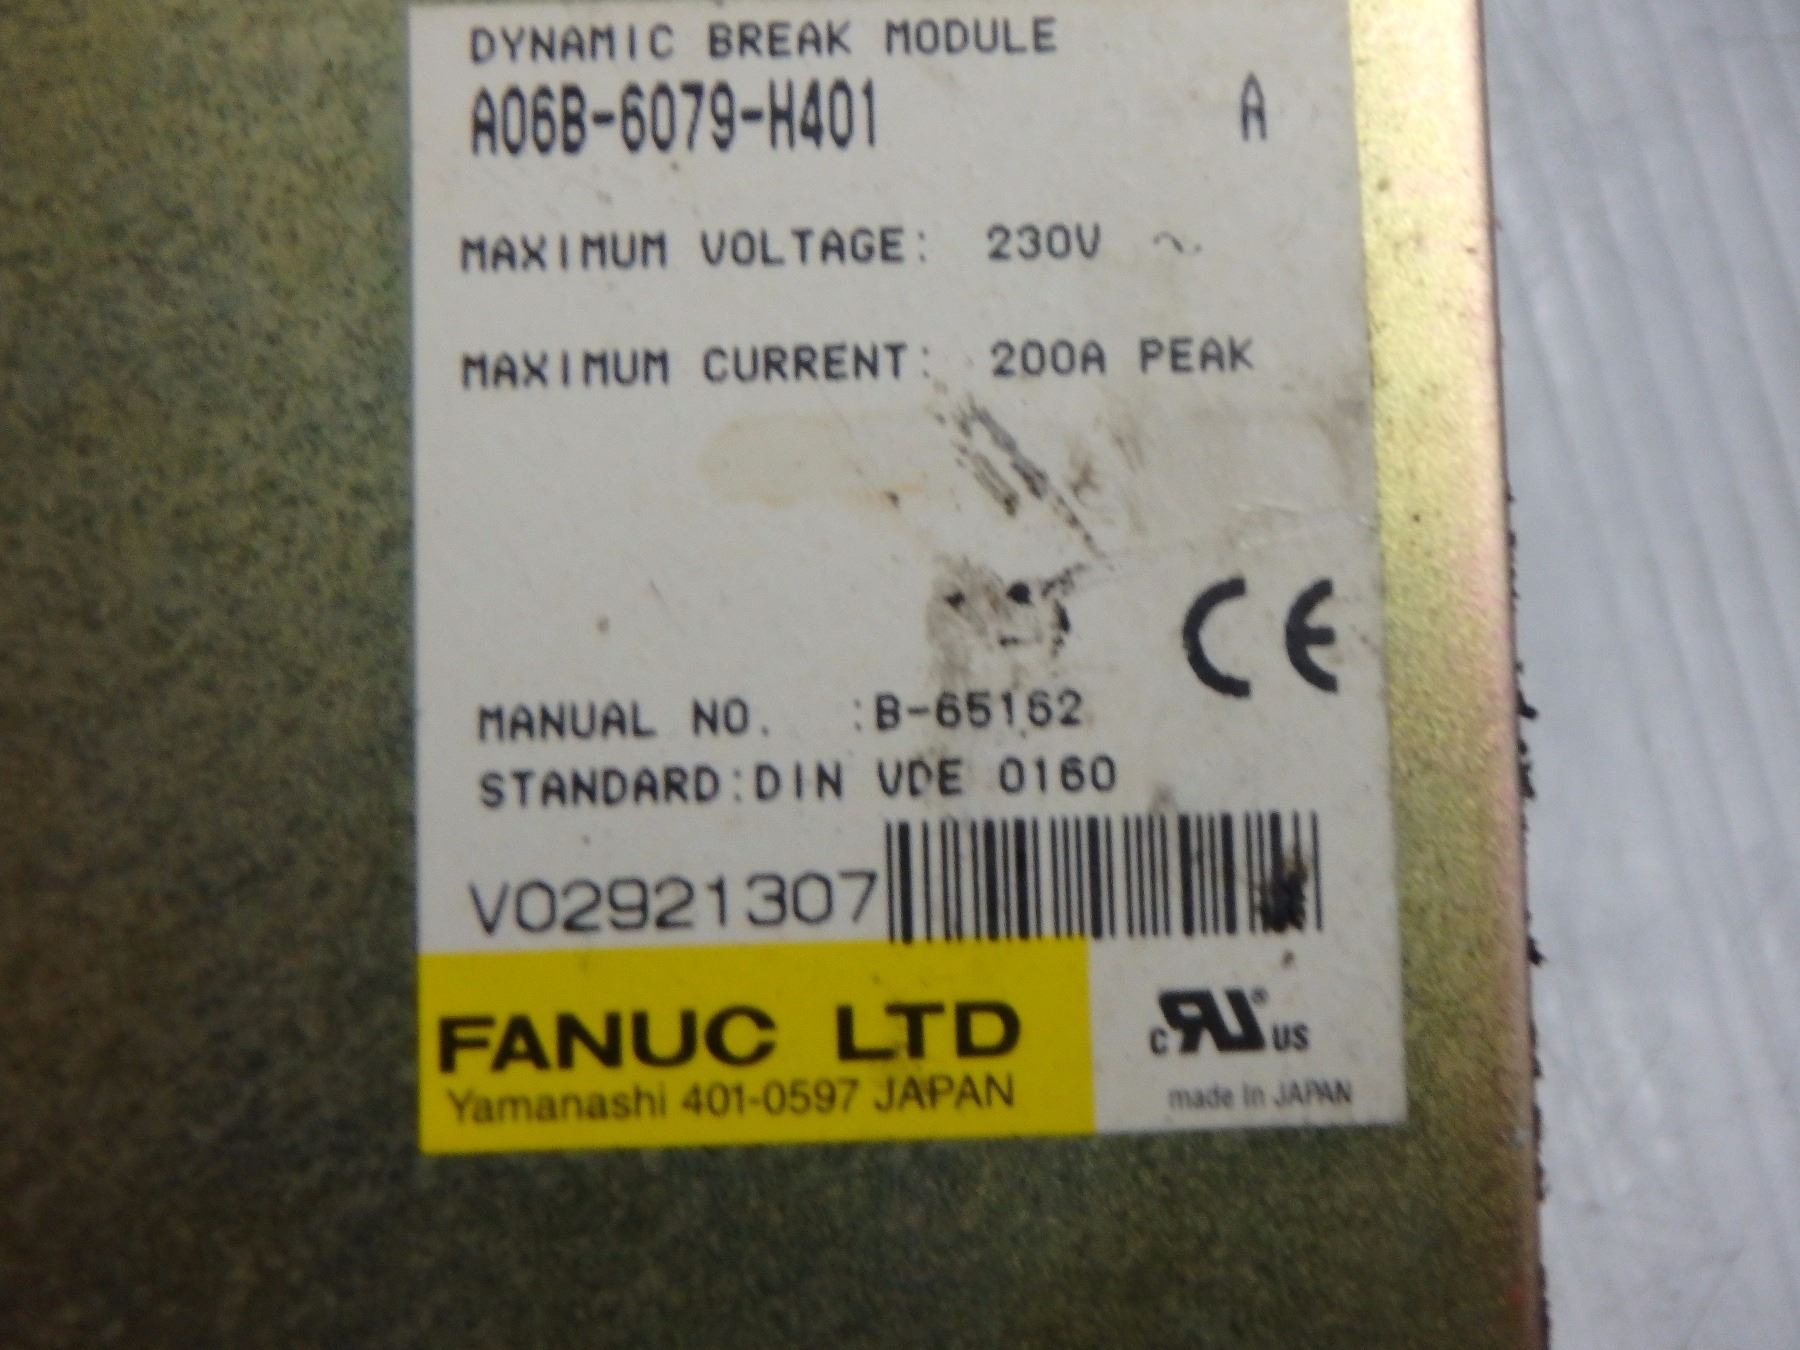 DYNAMIC BREAK MODULE
A06B-6079-H401 A
MAXIMUM VOLTAGE: 230V ~
MAXIMUM CURRENT: 200A PEAK
CE
MANUAL NO. :B-65162
STANDARD:DIN VDE 0160
V02921307
FANUC LTD
Yamanashi 401-0597 JAPAN
c RU ® US
made in JAPAN